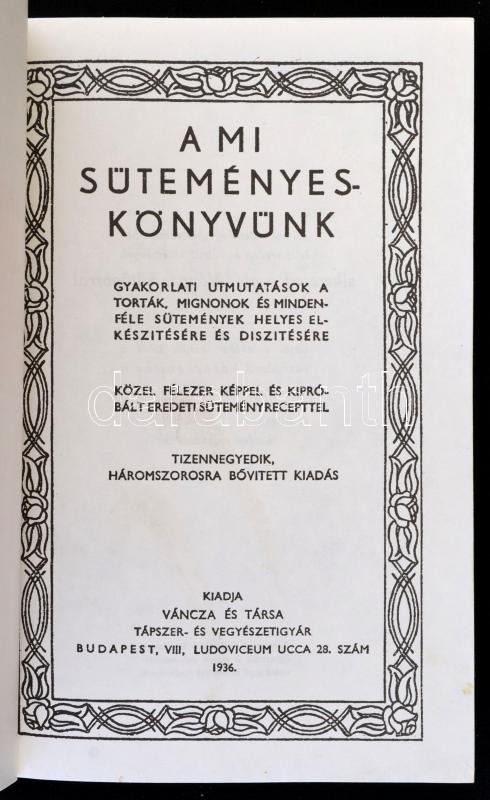 A MI
SÜTEMÉNYES-
KÖNYVÜNK
GYAKORLATI UTMUTATÁSOK A
TORTÁK, MIGNONOK ÉS MINDEN-
FÉLE SÜTEMÉNYEK HELYES EL-
KÉSZITÉSÉRE ÉS DISZITÉSÉRE
KÖZEL FÉLEZER KÉPPEL ÉS KIPRÓ-
BÁLT EREDETI SÜTEMÉNYRECEPTTEL
darabanth
TIZENNEGYEDIK,
HÁROMSZOROSRA BŐVITETT KIADÁS
KIADJA
VÁNCZA ÉS TÁRSA
TÁPSZER- ÉS VEGYÉSZETIGYÁR
BUDAPEST, VIII, LUDOVICEUM UCCA 28. SZÁM
1936.